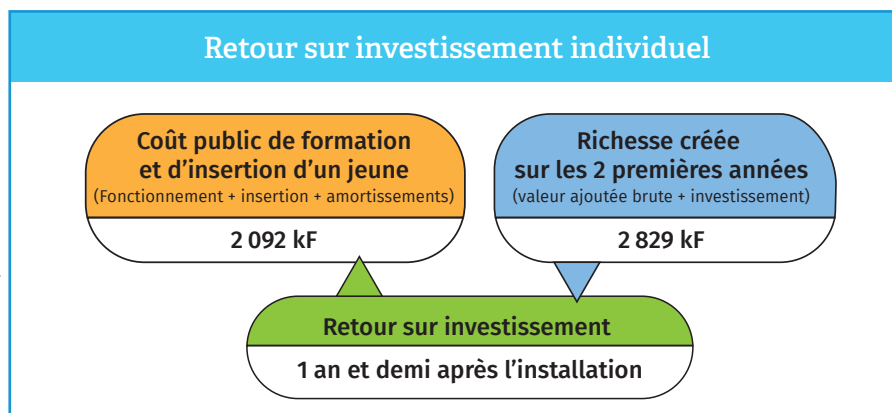 Retour sur investissement individuel
Coût public de formation
et d’insertion d’un jeune
(Fonctionnement + insertion + amortissements)
2 092 kF
Richesse créée
sur les 2 premières années
(valeur ajoutée brute + investissement)
2 829 kF
Retour sur investissement
1 an et demi après l’installation